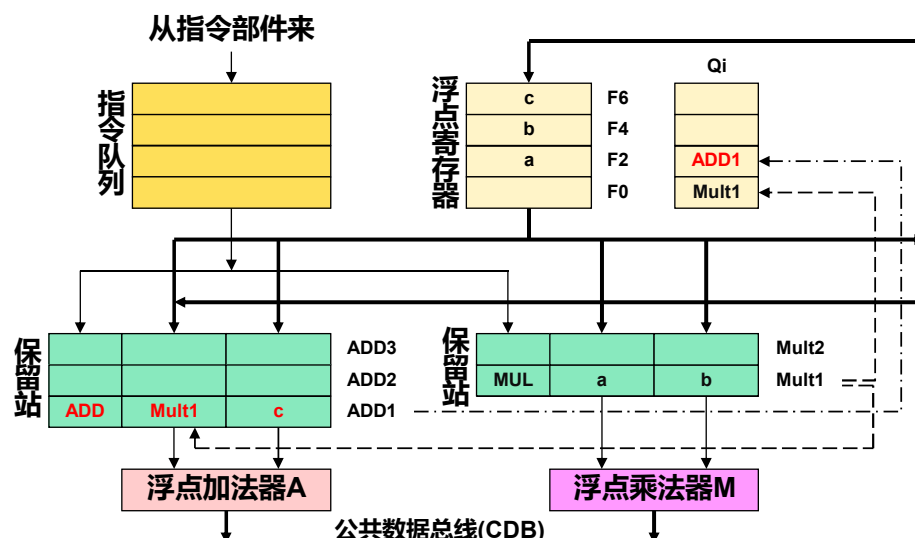 从指令部件来
指令队列
浮点寄存器
Qi
c F6
b F4
a F2 ADD1
F0 Mult1
保留站
ADD3
ADD2
ADD Mult1 c ADD1
保留站
Mult2
MUL a b Mult1
浮点加法器A
浮点乘法器M
公共数据总线(CDB)